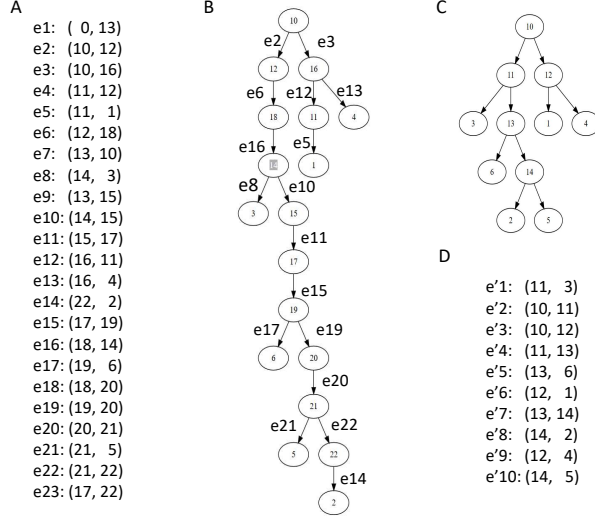 A
e1: ( 0, 13)
e2: (10, 12)
e3: (10, 16)
e4: (11, 12)
e5: (11, 1)
e6: (12, 18)
e7: (13, 10)
e8: (14, 3)
e9: (13, 15)
e10: (14, 15)
e11: (15, 17)
e12: (16, 11)
e13: (16, 4)
e14: (22, 2)
e15: (17, 19)
e16: (18, 14)
e17: (19, 6)
e18: (18, 20)
e19: (19, 20)
e20: (20, 21)
e21: (21, 5)
e22: (21, 22)
e23: (17, 22)
B
10
e2 e3
12 16
e6 e12 e13
18 11 4
e16 e5
14 1
e8 e10
3 15
e11
17
e15
19
e17 e19
6 20
e20
21
e21 e22
5 22
e14
2
C
10
11 12
3 13 1 4
6 14
2 5
D
e'1: (11, 3)
e'2: (10, 11)
e'3: (10, 12)
e'4: (11, 13)
e'5: (13, 6)
e'6: (12, 1)
e'7: (13, 14)
e'8: (14, 2)
e'9: (12, 4)
e'10: (14, 5)